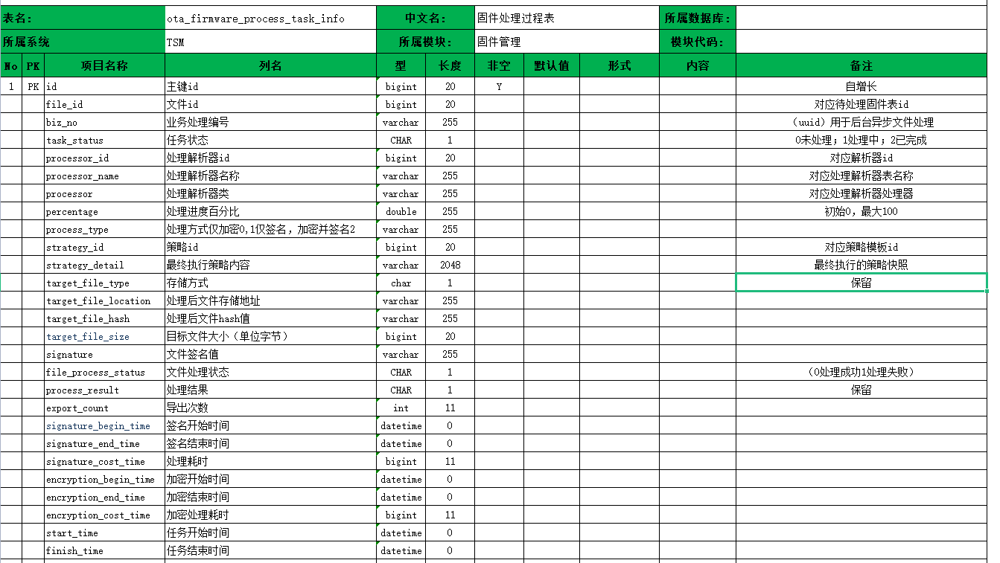 表名: ota_firmware_process_task_info 中文名: 固件处理过程表 所属数据库:
所属系统 TSM 所属模块: 固件管理 模块代码:
No PK 项目名称 列名 型 长度 非空 默认值 形式 内容 备注
1 PK id 主键id bigint 20 Y 自增长
file_id 文件id bigint 20 对应待处理固件表id
biz_no 业务处理编号 varchar 255 （uuid）用于后台异步文件处理
task_status 任务状态 CHAR 1 0未处理；1处理中；2已完成
processor_id 处理解析器id bigint 20 对应解析器id
processor_name 处理解析器名称 varchar 255 对应处理解析器表名称
processor 处理解析器类 varchar 255 对应处理解析器处理器
percentage 处理进度百分比 double 255 初始0，最大100
process_type 处理方式仅加密0,1仅签名，加密并签名2 varchar 255
strategy_id 策略id bigint 20 对应策略模板id
strategy_detail 最终执行策略内容 varchar 2048 最终执行的策略快照
target_file_type 存储方式 char 1 保留
target_file_location 处理后文件存储地址 varchar 255
target_file_hash 处理后文件hash值 varchar 255
target_file_size 目标文件大小（单位字节） bigint 20
signature 文件签名值 varchar 255
file_process_status 文件处理状态 CHAR 1 （0处理成功1处理失败）
process_result 处理结果 CHAR 1 保留
export_count 导出次数 int 11
signature_begin_time 签名开始时间 datetime 0
signature_end_time 签名结束时间 datetime 0
signature_cost_time 处理耗时 bigint 11
encryption_begin_time 加密开始时间 datetime 0
encryption_end_time 加密结束时间 datetime 0
encryption_cost_time 加密处理耗时 bigint 11
start_time 任务开始时间 datetime 0
finish_time 任务结束时间 datetime 0